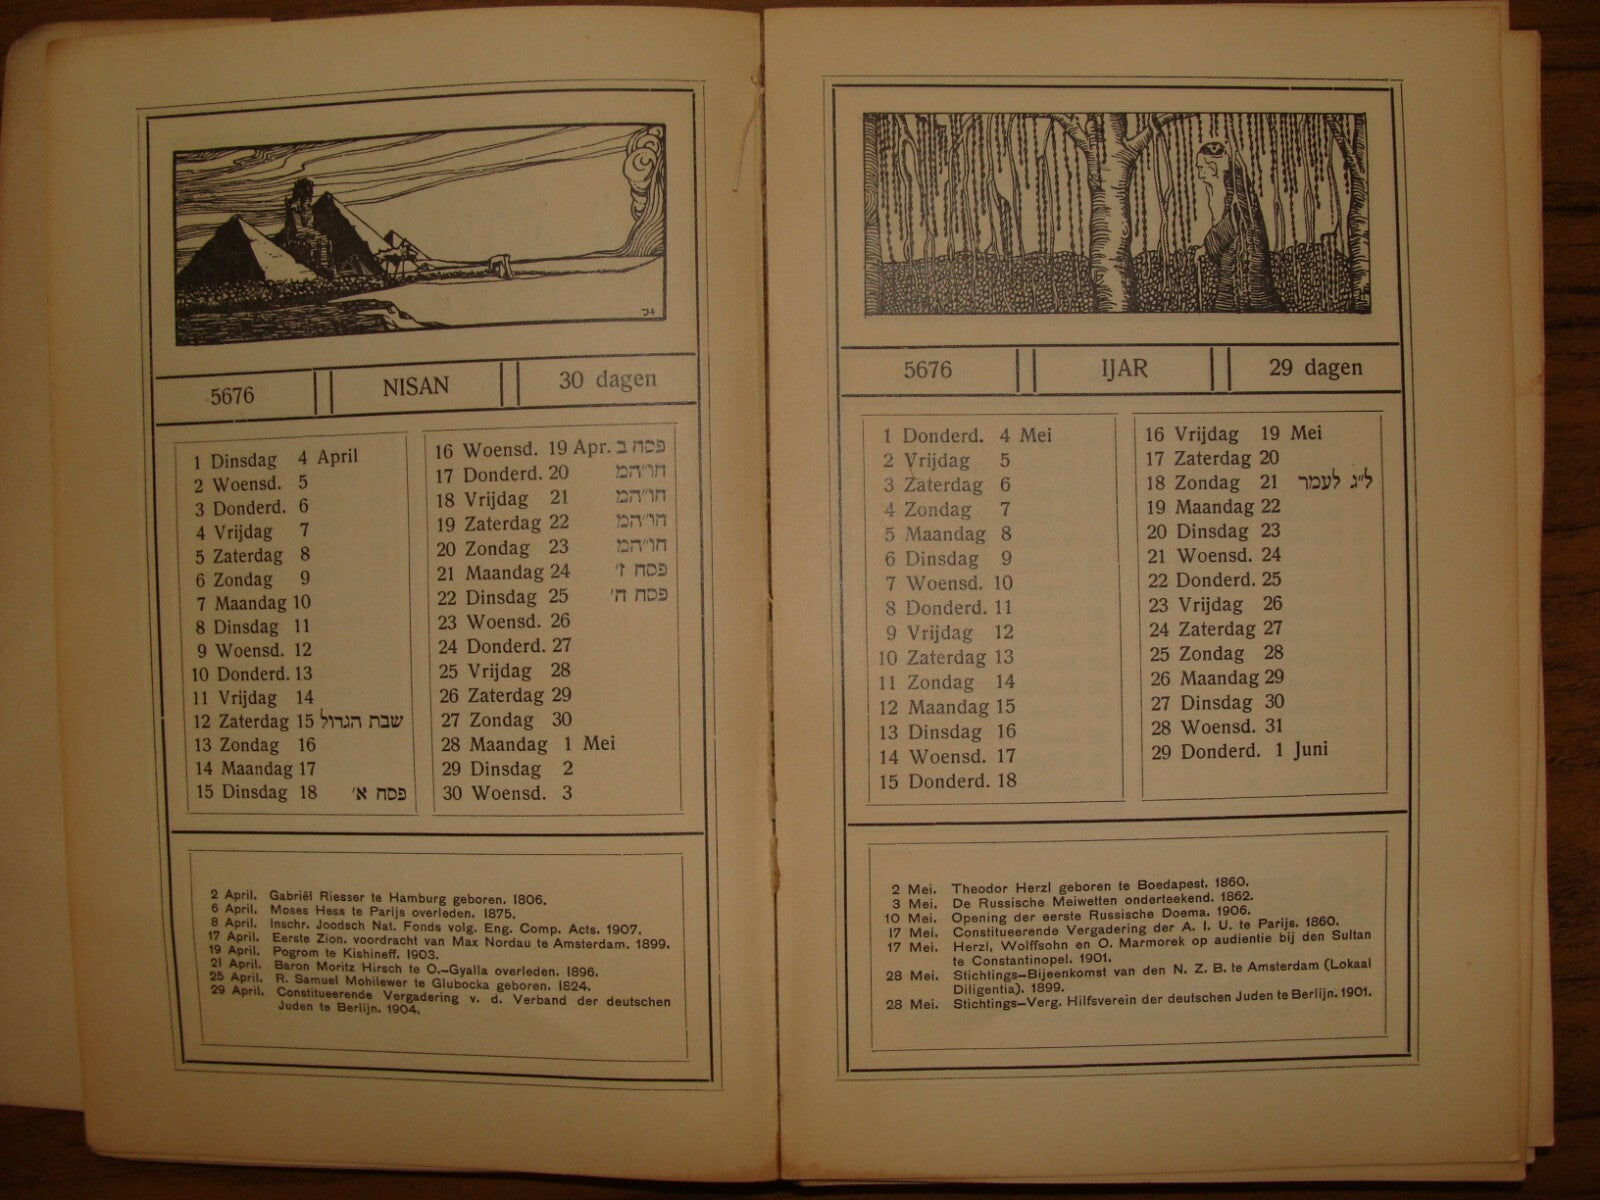 5676 NISAN 30 dagen
1 Dinsdag 4 April
2 Woensd. 5
3 Donderd. 6
4 Vrijdag 7
5 Zaterdag 8
6 Zondag 9
7 Maandag 10
8 Dinsdag 11
9 Woensd. 12
10 Donderd. 13
11 Vrijdag 14
12 Zaterdag 15 שבת הגדול
13 Zondag 16
14 Maandag 17
15 Dinsdag 18 פסח א'
16 Woensd. 19 Apr. פסח ב
17 Donderd. 20 חו״המ
18 Vrijdag 21 חו״המ
19 Zaterdag 22 חו״המ
20 Zondag 23 חו״המ
21 Maandag 24 פסח ז'
22 Dinsdag 25 פסח ח'
23 Woensd. 26
24 Donderd. 27
25 Vrijdag 28
26 Zaterdag 29
27 Zondag 30
28 Maandag 1 Mei
29 Dinsdag 2
30 Woensd. 3
2 April. Gabriël Riesser te Hamburg geboren. 1806.
6 April. Moses Hess te Parijs overleden. 1875.
8 April. Inschr. Joodsch Nat. Fonds volg. Eng. Comp. Acts. 1907.
17 April. Eerste Zion. voordracht van Max Nordau te Amsterdam. 1899.
19 April. Pogrom te Kishineff. 1903.
21 April. Baron Moritz Hirsch te O.-Gyalla overleden. 1896.
25 April. R. Samuel Mohilewer te Glubocka geboren. 1824.
29 April. Constitueerende Vergadering v. d. Verband der deutschen
Juden te Berlijn. 1904.
5676 IJAR 29 dagen
1 Donderd. 4 Mei
2 Vrijdag 5
3 Zaterdag 6
4 Zondag 7
5 Maandag 8
6 Dinsdag 9
7 Woensd. 10
8 Donderd. 11
9 Vrijdag 12
10 Zaterdag 13
11 Zondag 14
12 Maandag 15
13 Dinsdag 16
14 Woensd. 17
15 Donderd. 18
16 Vrijdag 19 Mei
17 Zaterdag 20
18 Zondag 21 ל״ג לעמר
19 Maandag 22
20 Dinsdag 23
21 Woensd. 24
22 Donderd. 25
23 Vrijdag 26
24 Zaterdag 27
25 Zondag 28
26 Maandag 29
27 Dinsdag 30
28 Woensd. 31
29 Donderd. 1 Juni
2 Mei. Theodor Herzl geboren te Boedapest. 1860.
3 Mei. De Russische Meiwetten onderteekend. 1862.
10 Mei. Opening der eerste Russische Doema. 1906.
17 Mei. Constitueerende Vergadering der A. I. U. te Parijs. 1860.
17 Mei. Herzl, Wolffsohn en O. Marmorek op audientie bij den Sultan
te Constantinopel. 1901.
28 Mei. Stichtings-Bijeenkomst van den N. Z. B. te Amsterdam (Lokaal
Diligentia). 1899.
28 Mei. Stichtings-Verg. Hilfsverein der deutschen Juden te Berlijn. 1901.